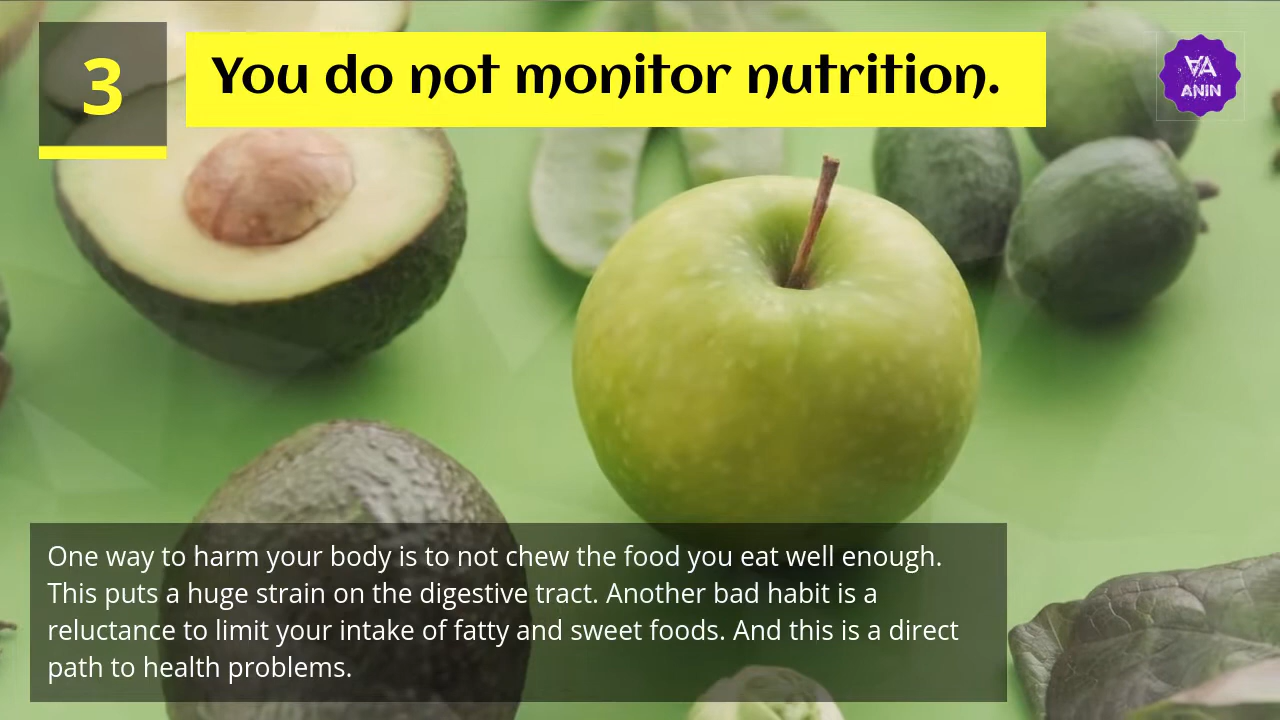 3
You do not monitor nutrition.
ANIN
One way to harm your body is to not chew the food you eat well enough.
This puts a huge strain on the digestive tract. Another bad habit is a
reluctance to limit your intake of fatty and sweet foods. And this is a direct
path to health problems.